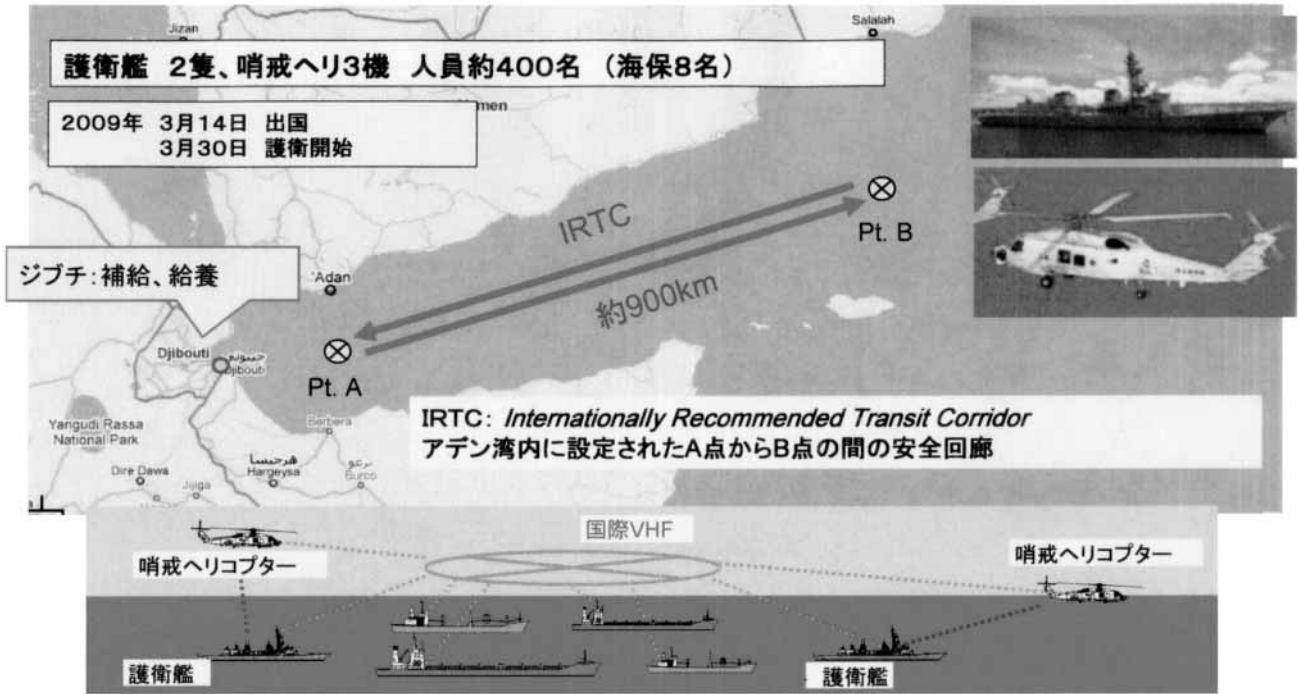 Jizan
Salalah
護衛艦 2隻、哨戒ヘリ3機 人員約400名 (海保8名)
2009年 3月14日 出国
3月30日 護衛開始
IRTC
Pt. B
ジブチ:補給、給養
'Adan
約900km
Djibouti
جيبوتي
Djibouti
Pt. A
Berbera
IRTC: Internationally Recommended Transit Corridor
アデン湾内に設定されたA点からB点の間の安全回廊
Yangudi Rassa
National Park
Dire Dawa
Jijiga
هرجيسا
Hargeysa
برعو
Burco
国際VHF
哨戒ヘリコプター
哨戒ヘリコプター
護衛艦
護衛艦